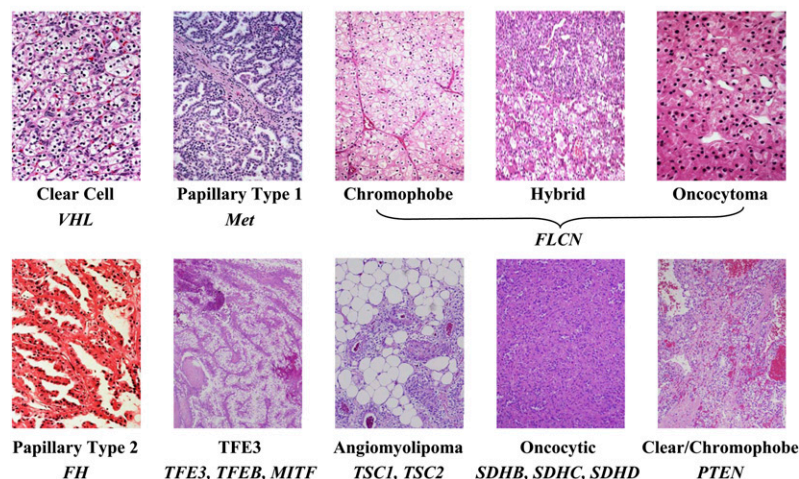 Clear Cell
VHL
Papillary Type 1
Met
Chromophobe
Hybrid
Oncocytoma
FLCN
Papillary Type 2
FH
TFE3
TFE3, TFEB, MITF
Angiomyolipoma
TSC1, TSC2
Oncocytic
SDHB, SDHC, SDHD
Clear/Chromophobe
PTEN